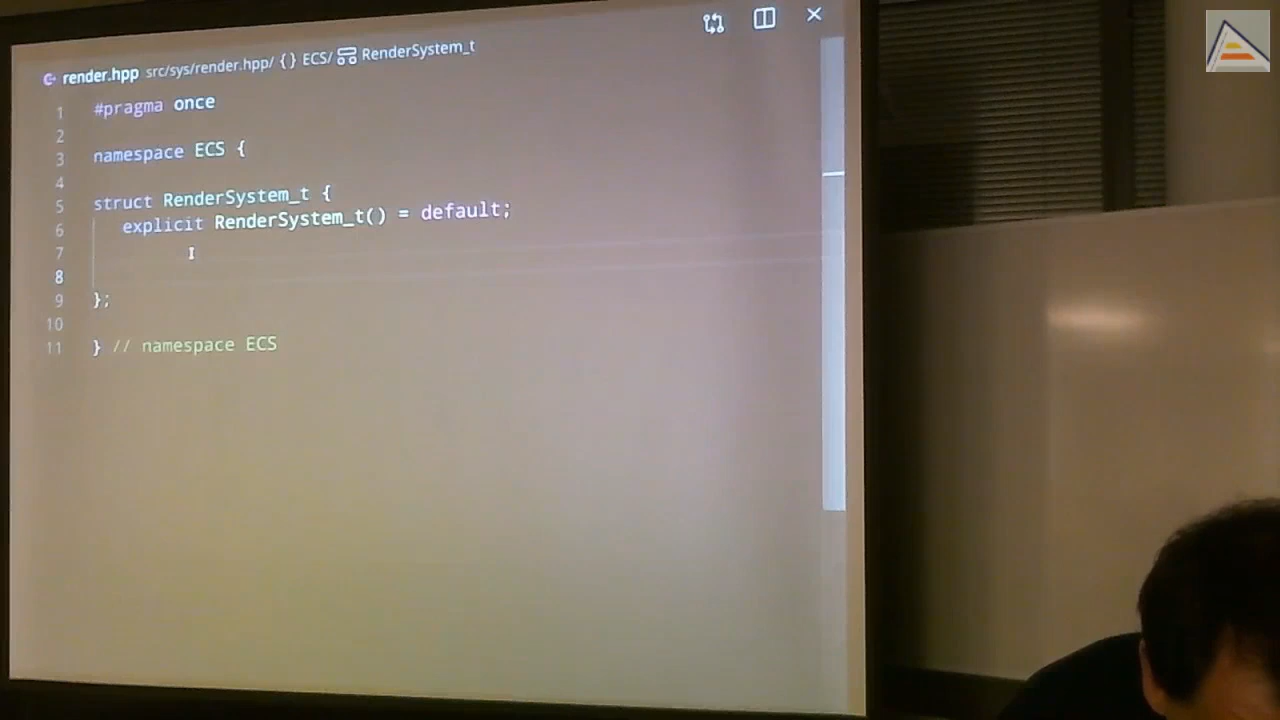 render.hpp src/sys/render.hpp/ {} ECS/ RenderSystem_t
1 #pragma once
2
3 namespace ECS {
4
5 struct RenderSystem_t {
6 explicit RenderSystem_t() = default;
7
8
9 };
10
11 } // namespace ECS